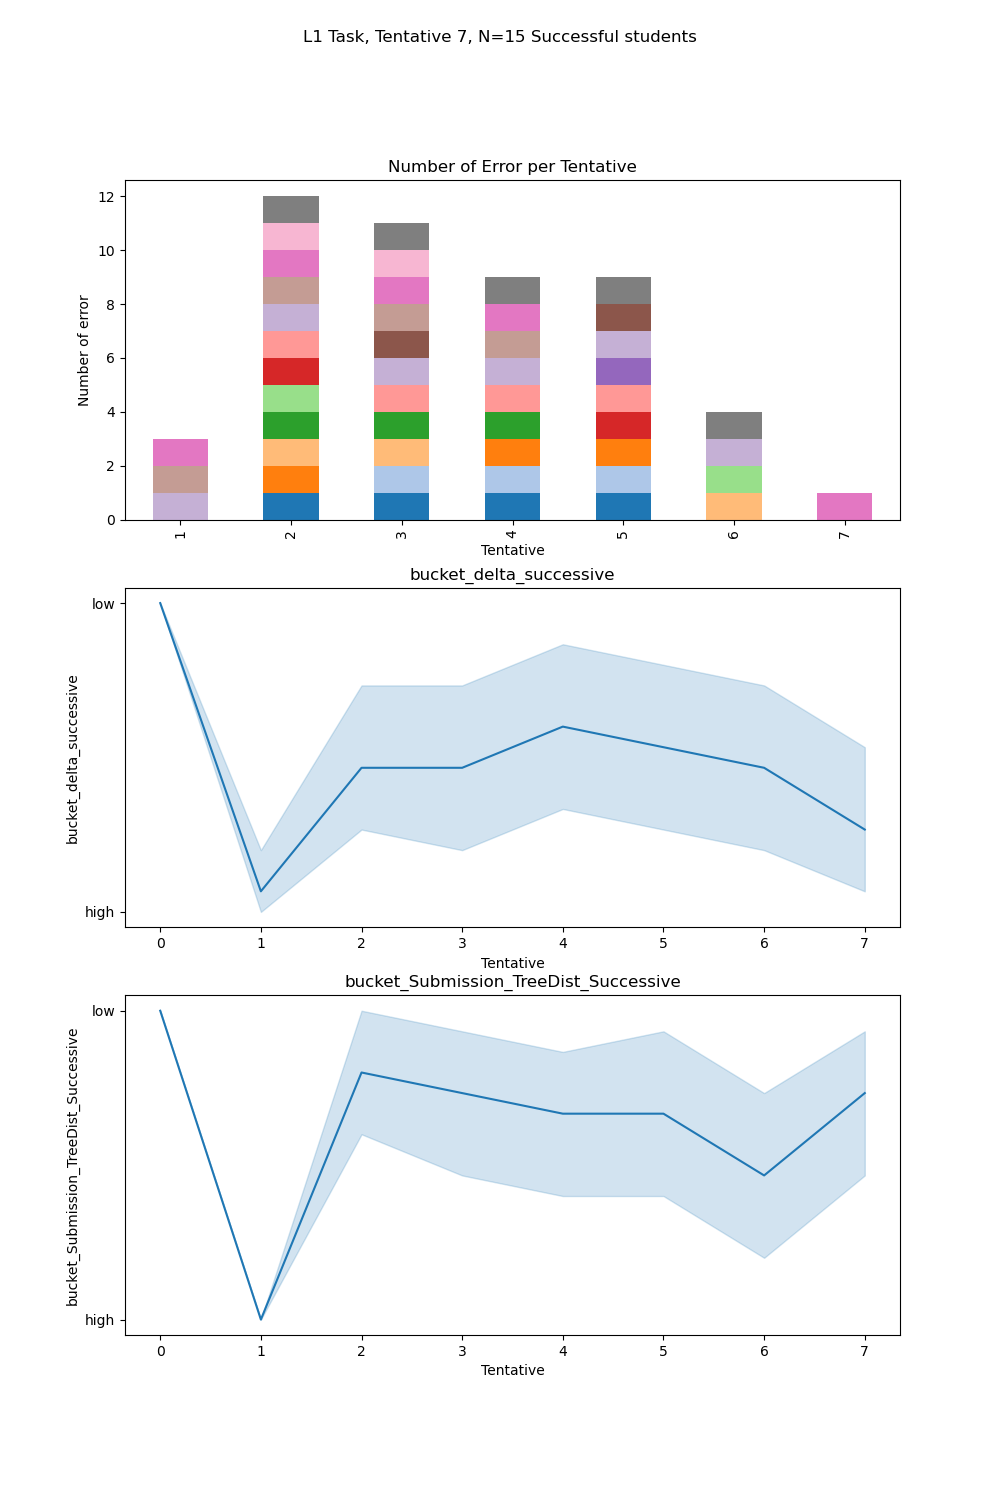 L1 Task, Tentative 7, N=15 Successful students
Number of Error per Tentative
Number of error
12
10
8
6
4
2
0
1 2 3 4 5 6 7
Tentative
bucket_delta_successive
bucket_delta_successive
low
high
0 1 2 3 4 5 6 7
Tentative
bucket_Submission_TreeDist_Successive
bucket_Submission_TreeDist_Successive
low
high
0 1 2 3 4 5 6 7
Tentative